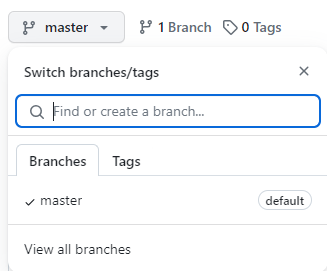 master 1 Branch 0 Tags
Switch branches/tags
Find or create a branch...
Branches Tags
master default
View all branches